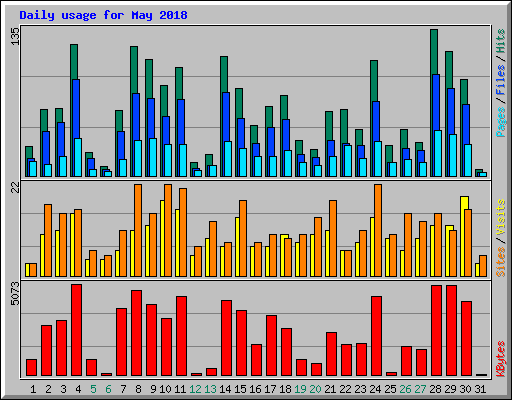 Daily usage for May 2018
135
Pages / Files / Hits
22
Sites / Visits
5073
KBytes
1 2 3 4 5 6 7 8 9 10 11 12 13 14 15 16 17 18 19 20 21 22 23 24 25 26 27 28 29 30 31